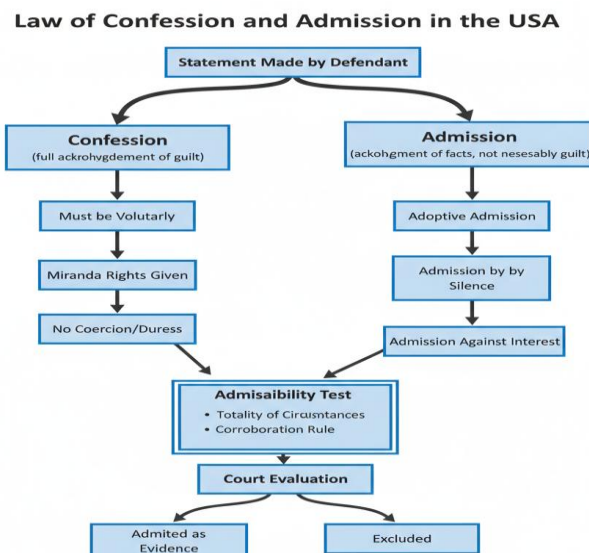 Law of Confession and Admission in the USA
Statement Made by Defendant
Confession
(full ackrohvgdement of guilt)
Admission
(ackohgment of facts, not nesesably guilt)
Must be Volutarly
Adoptive Admission
Miranda Rights Given
Admission by by
Silence
No Coercion/Duress
Admission Against Interest
Admisaibility Test
• Totality of Circumtances
• Corroboration Rule
Court Evaluation
Admited as
Evidence
Excluded